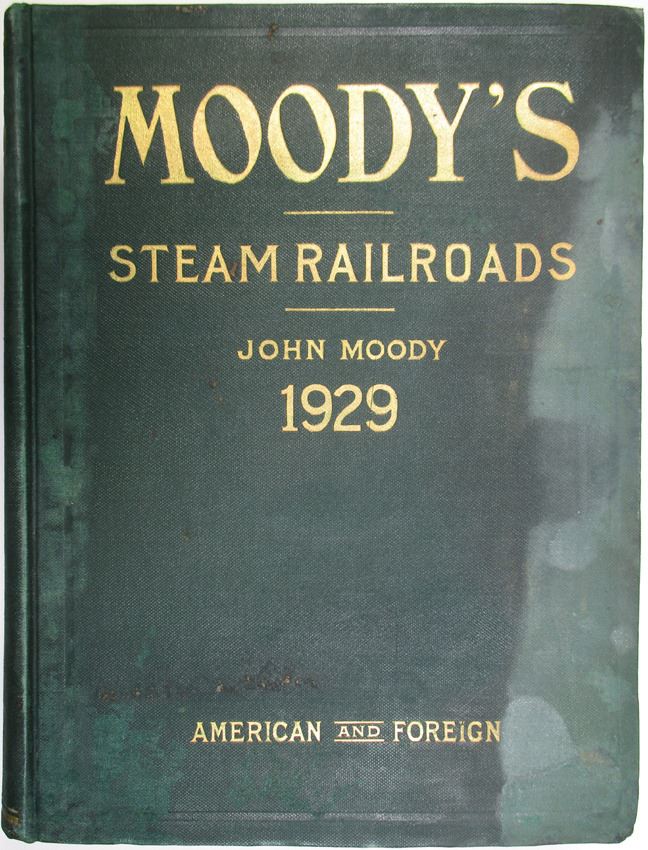 MOODY'S
STEAM RAILROADS
JOHN MOODY
1929
AMERICAN AND FOREIGN